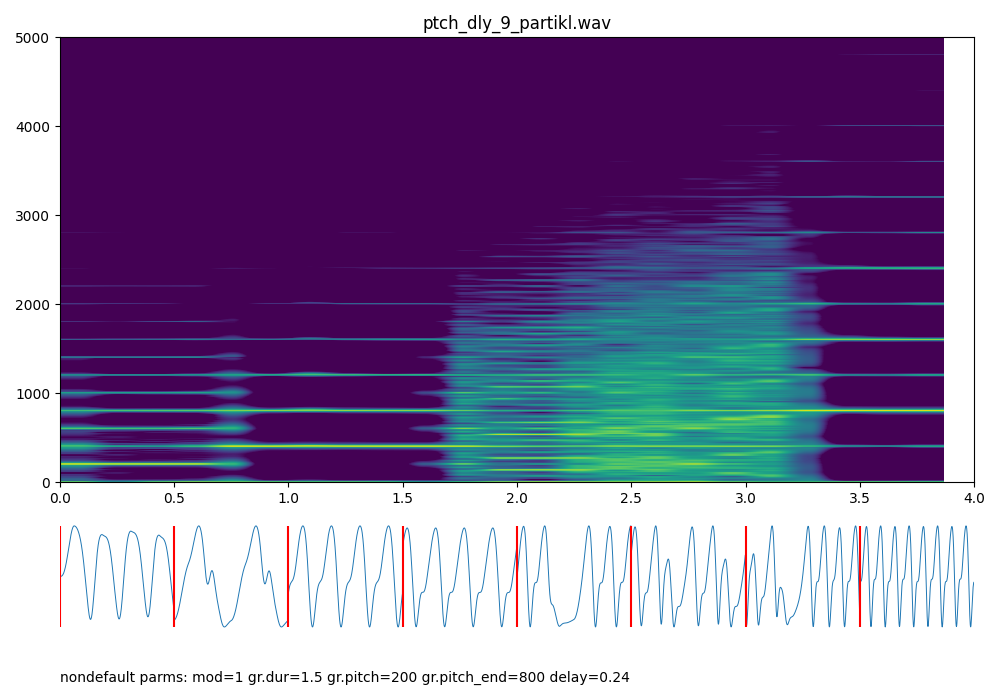 ptch_dly_9_partikl.wav
5000
4000
3000
2000
1000
0
0.0 0.5 1.0 1.5 2.0 2.5 3.0 3.5 4.0
nondefault parms: mod=1 gr.dur=1.5 gr.pitch=200 gr.pitch_end=800 delay=0.24